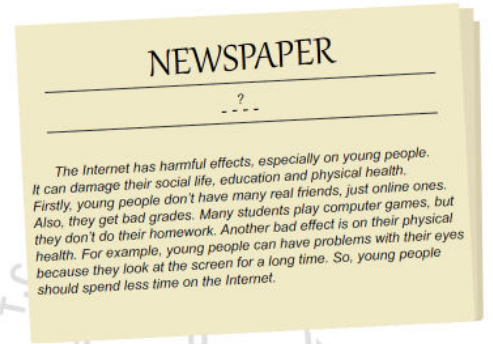 NEWSPAPER
?
- - - -
The Internet has harmful effects, especially on young people.
It can damage their social life, education and physical health.
Firstly, young people don't have many real friends, just online ones.
Also, they get bad grades. Many students play computer games, but
they don't do their homework. Another bad effect is on their physical
health. For example, young people can have problems with their eyes
because they look at the screen for a long time. So, young people
should spend less time on the Internet.